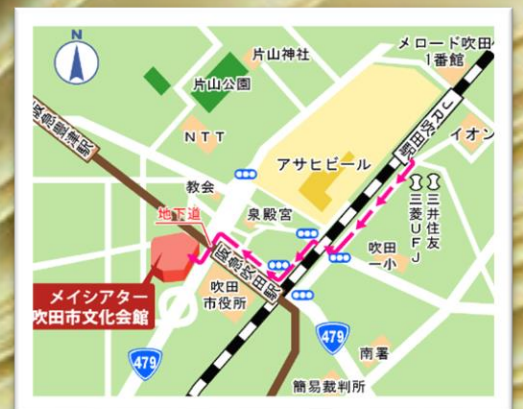 N
片山神社
メロード吹田
1番館
片山公園
JR吹田駅
阪急豊津駅
NTT
イオン
アサヒビール
教会
三井住友
三菱UFJ
地下道
泉殿宮
吹田
一小
阪急吹田駅
メイシアター
吹田市文化会館
吹田
市役所
479
479
南署
簡易裁判所